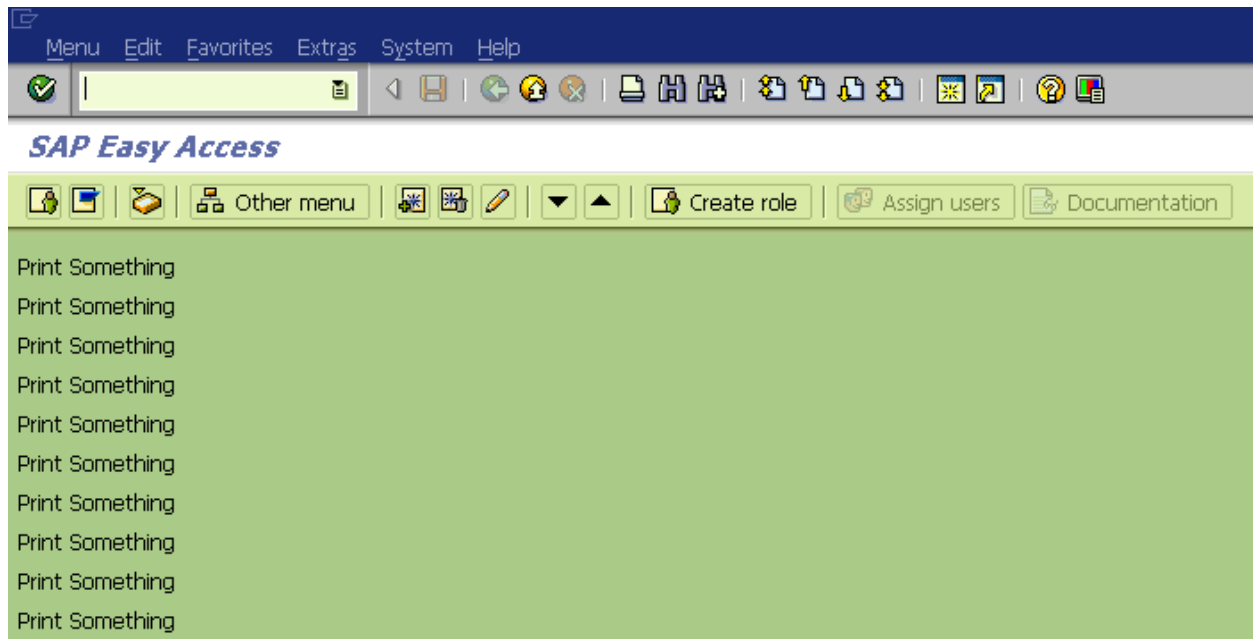 Menu Edit Favorites Extras System Help
SAP Easy Access
Other menu Create role Assign users Documentation
Print Something
Print Something
Print Something
Print Something
Print Something
Print Something
Print Something
Print Something
Print Something
Print Something